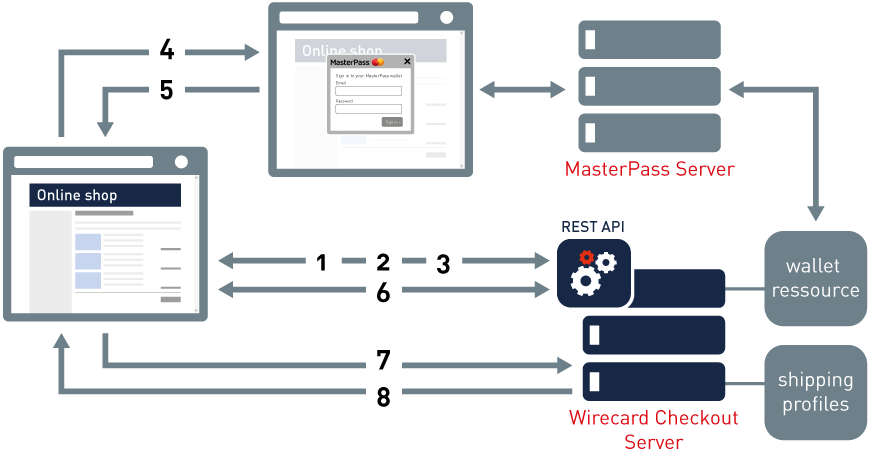 4
5
Online shop
MasterPass
Sign in to your MasterPass wallet
Email
Password
Sign in
MasterPass Server
Online shop
REST API
1
2
3
6
7
8
wallet
ressource
shipping
profiles
Wirecard Checkout
Server